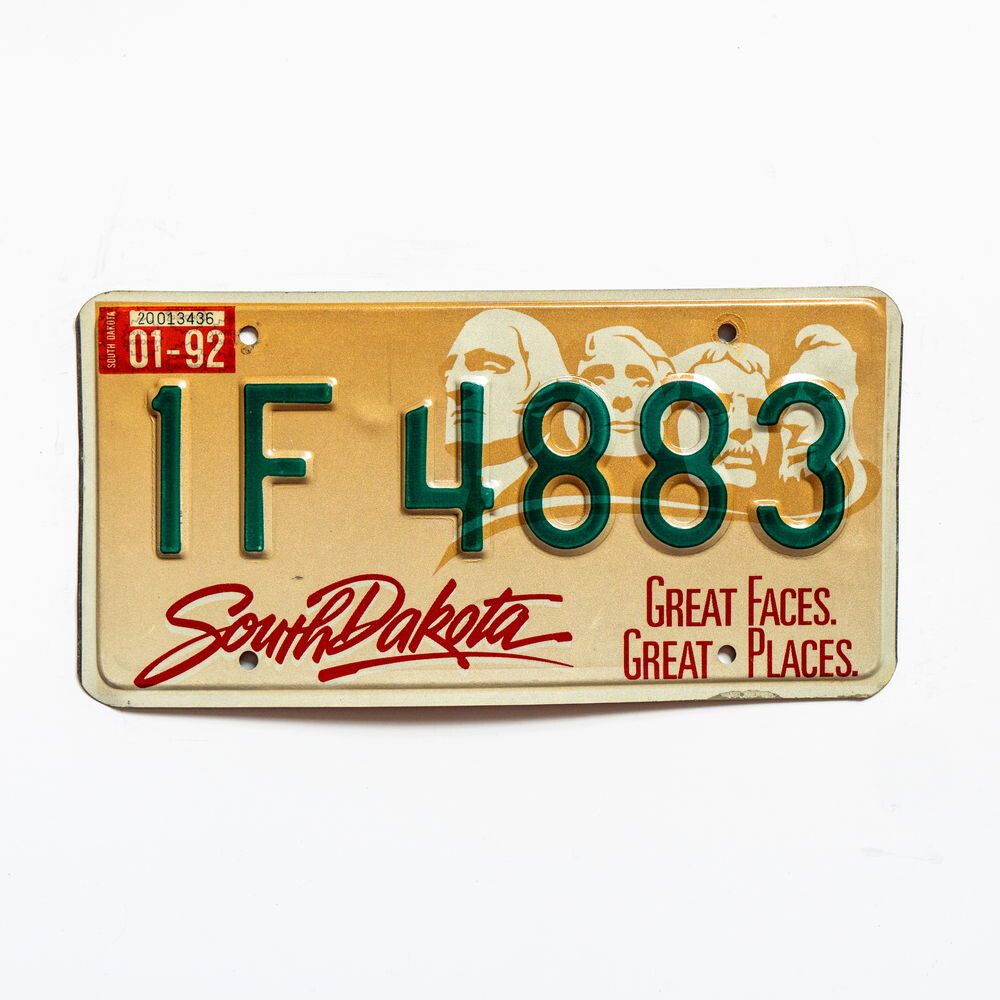 SOUTH DAKOTA
20013436
01-92
1F 4883
South Dakota
GREAT FACES.
GREAT PLACES.